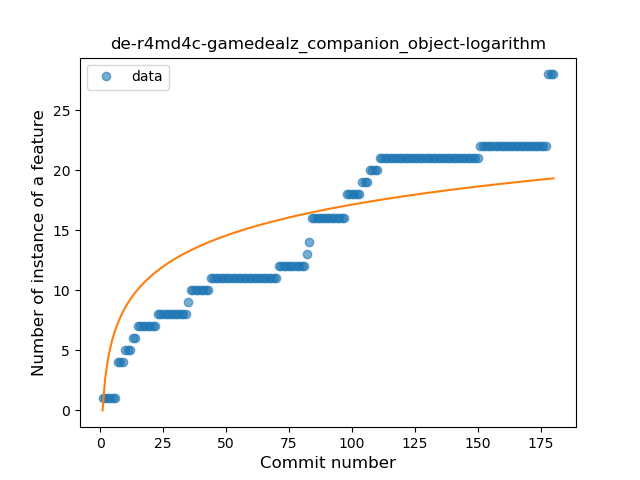 de-r4md4c-gamedealz_companion_object-logarithm
data
Number of instance of a feature
25
20
15
10
5
0
0 25 50 75 100 125 150 175
Commit number